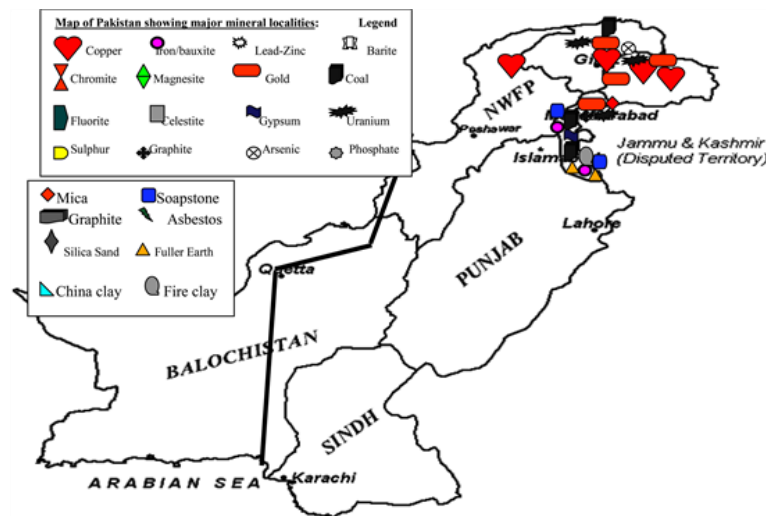 Map of Pakistan showing major mineral localities: Legend
Copper Iron/bauxite Lead-Zinc Barite
Chromite Magnesite Gold Coal
Fluorite Celestite Gypsum Uranium
Sulphur Graphite Arsenic Phosphate
Mica Soapstone
Graphite Asbestos
Silica Sand Fuller Earth
China clay Fire clay
NWFP
Peshawar
Jammu & Kashmir
(Disputed Territory)
Lahore
PUNJAB
Quetta
BALOCHISTAN
SINDH
ARABIAN SEA
Karachi